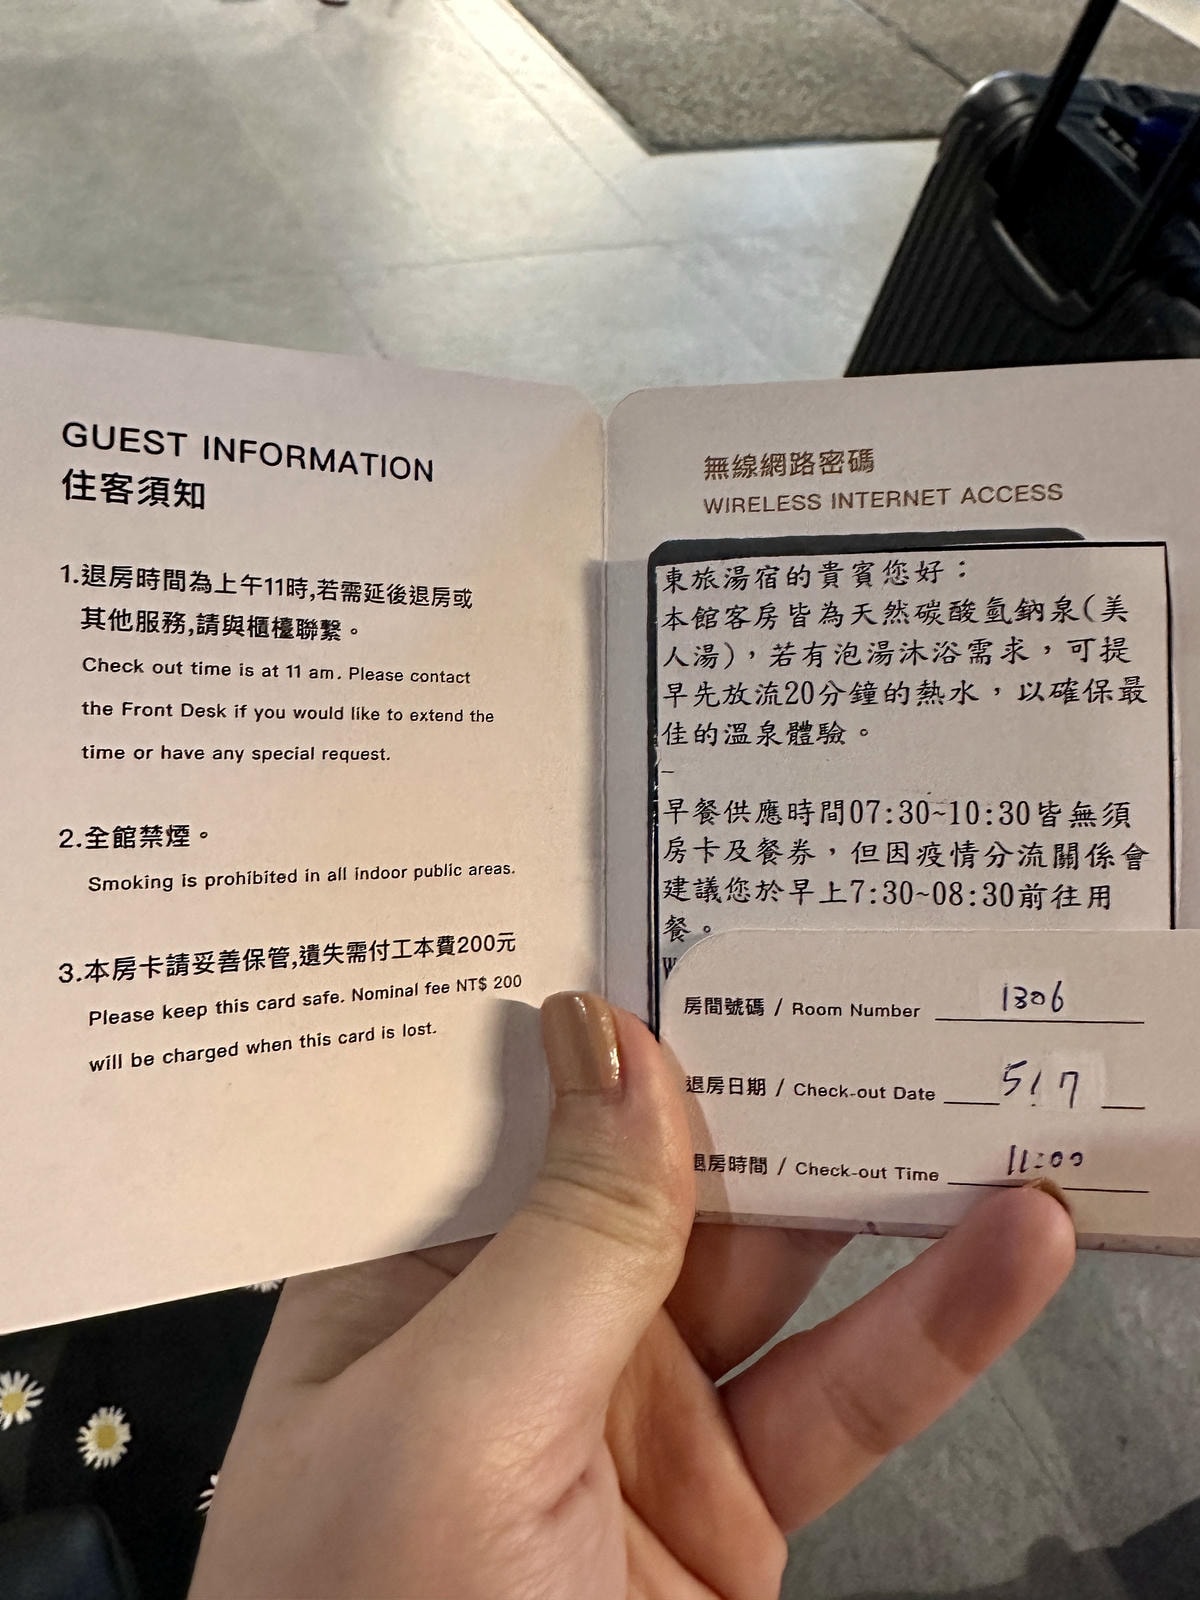 GUEST INFORMATION
住客須知
1.退房時間為上午11時,若需延後退房或
其他服務,請與櫃檯聯繫。
Check out time is at 11 am. Please contact
the Front Desk if you would like to extend the
time or have any special request.
2.全館禁煙。
Smoking is prohibited in all indoor public areas.
3.本房卡請妥善保管,遺失需付工本費200元
Please keep this card safe. Nominal fee NT$ 200
will be charged when this card is lost.
無線網路密碼
WIRELESS INTERNET ACCESS
東旅湯宿的貴賓您好：
本館客房皆為天然碳酸氫鈉泉(美
人湯)，若有泡湯沐浴需求，可提
早先放流20分鐘的熱水，以確保最
佳的溫泉體驗。
~
早餐供應時間07:30~10:30皆無須
房卡及餐券，但因疫情分流關係會
建議您於早上7:30~08:30前往用
餐。
房間號碼 / Room Number 1306
退房日期 / Check-out Date 5/7
退房時間 / Check-out Time 11:00